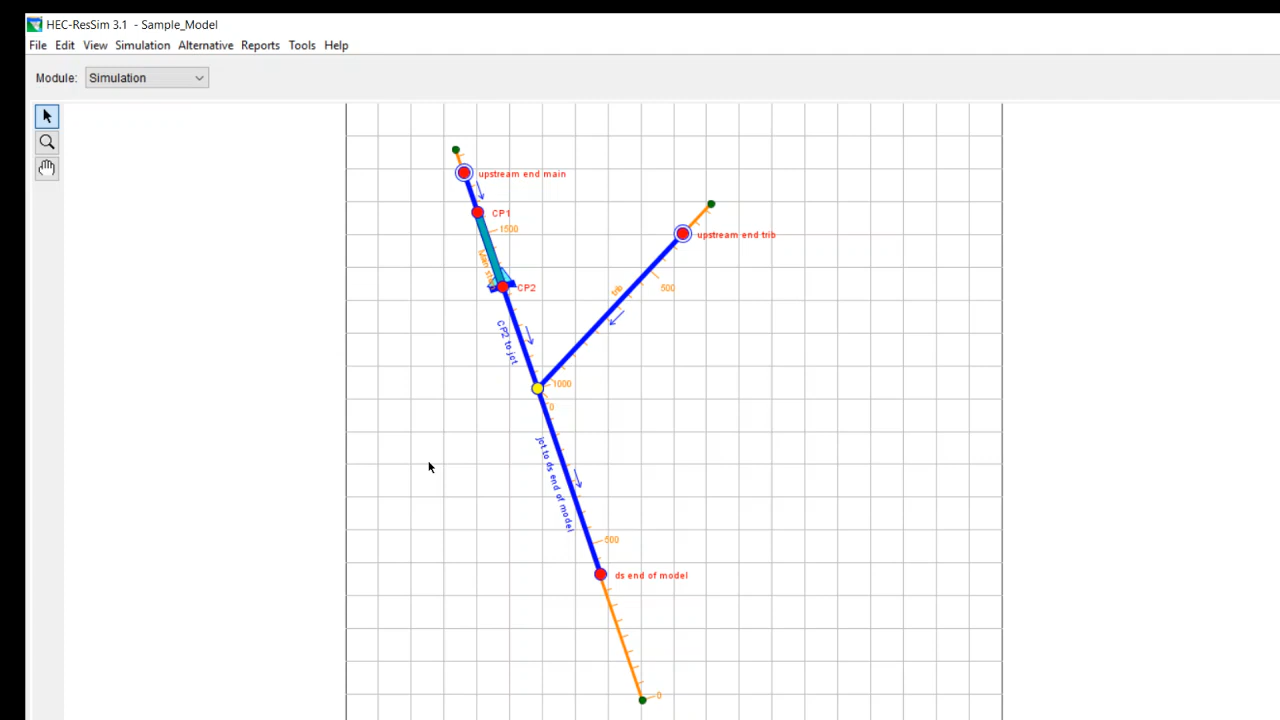 HEC-ResSim 3.1 - Sample_Model
File Edit View Simulation Alternative Reports Tools Help
Module: Simulation
upstream end main
CP1
1500
upstream end trib
CP2
trib
500
CP2 to jct
1000
0
jct to ds end of model
500
ds end of model
0